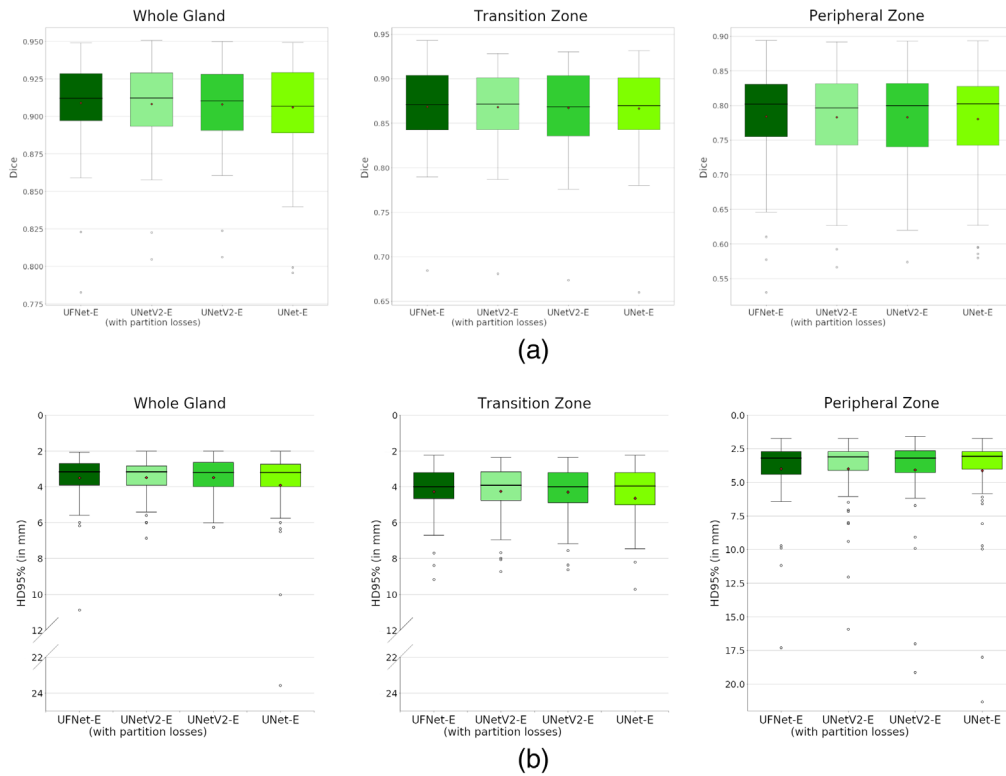 Whole Gland
Transition Zone
Peripheral Zone
0.950
0.925
0.900
0.875
0.850
0.825
0.800
0.775
Dice
UFNet-E
UNetV2-E
UNetV2-E
UNet-E
(with partition losses)
0.95
0.90
0.85
0.80
0.75
0.70
0.65
Dice
UFNet-E
UNetV2-E
UNetV2-E
UNet-E
(with partition losses)
0.90
0.85
0.80
0.75
0.70
0.65
0.60
0.55
Dice
UFNet-E
UNetV2-E
UNetV2-E
UNet-E
(with partition losses)
(a)
Whole Gland
Transition Zone
Peripheral Zone
0
2
4
6
8
10
12
22
24
HD95% (in mm)
UFNet-E
UNetV2-E
UNetV2-E
UNet-E
(with partition losses)
0
2
4
6
8
10
12
22
25
HD95% (in mm)
UFNet-E
UNetV2-E
UNetV2-E
UNet-E
(with partition losses)
0.0
2.5
5.0
7.5
10.0
12.5
15.0
17.5
20.0
HD95% (in mm)
UFNet-E
UNetV2-E
UNetV2-E
UNet-E
(with partition losses)
(b)